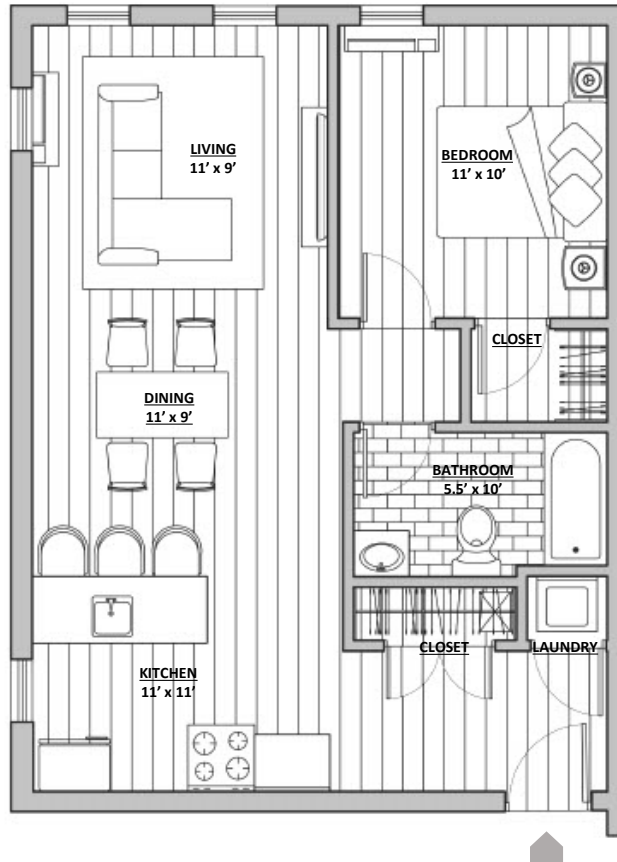 LIVING
11’ x 9’
BEDROOM
11’ x 10’
CLOSET
DINING
11’ x 9’
BATHROOM
5.5’ x 10’
KITCHEN
11’ x 11’
CLOSET
LAUNDRY